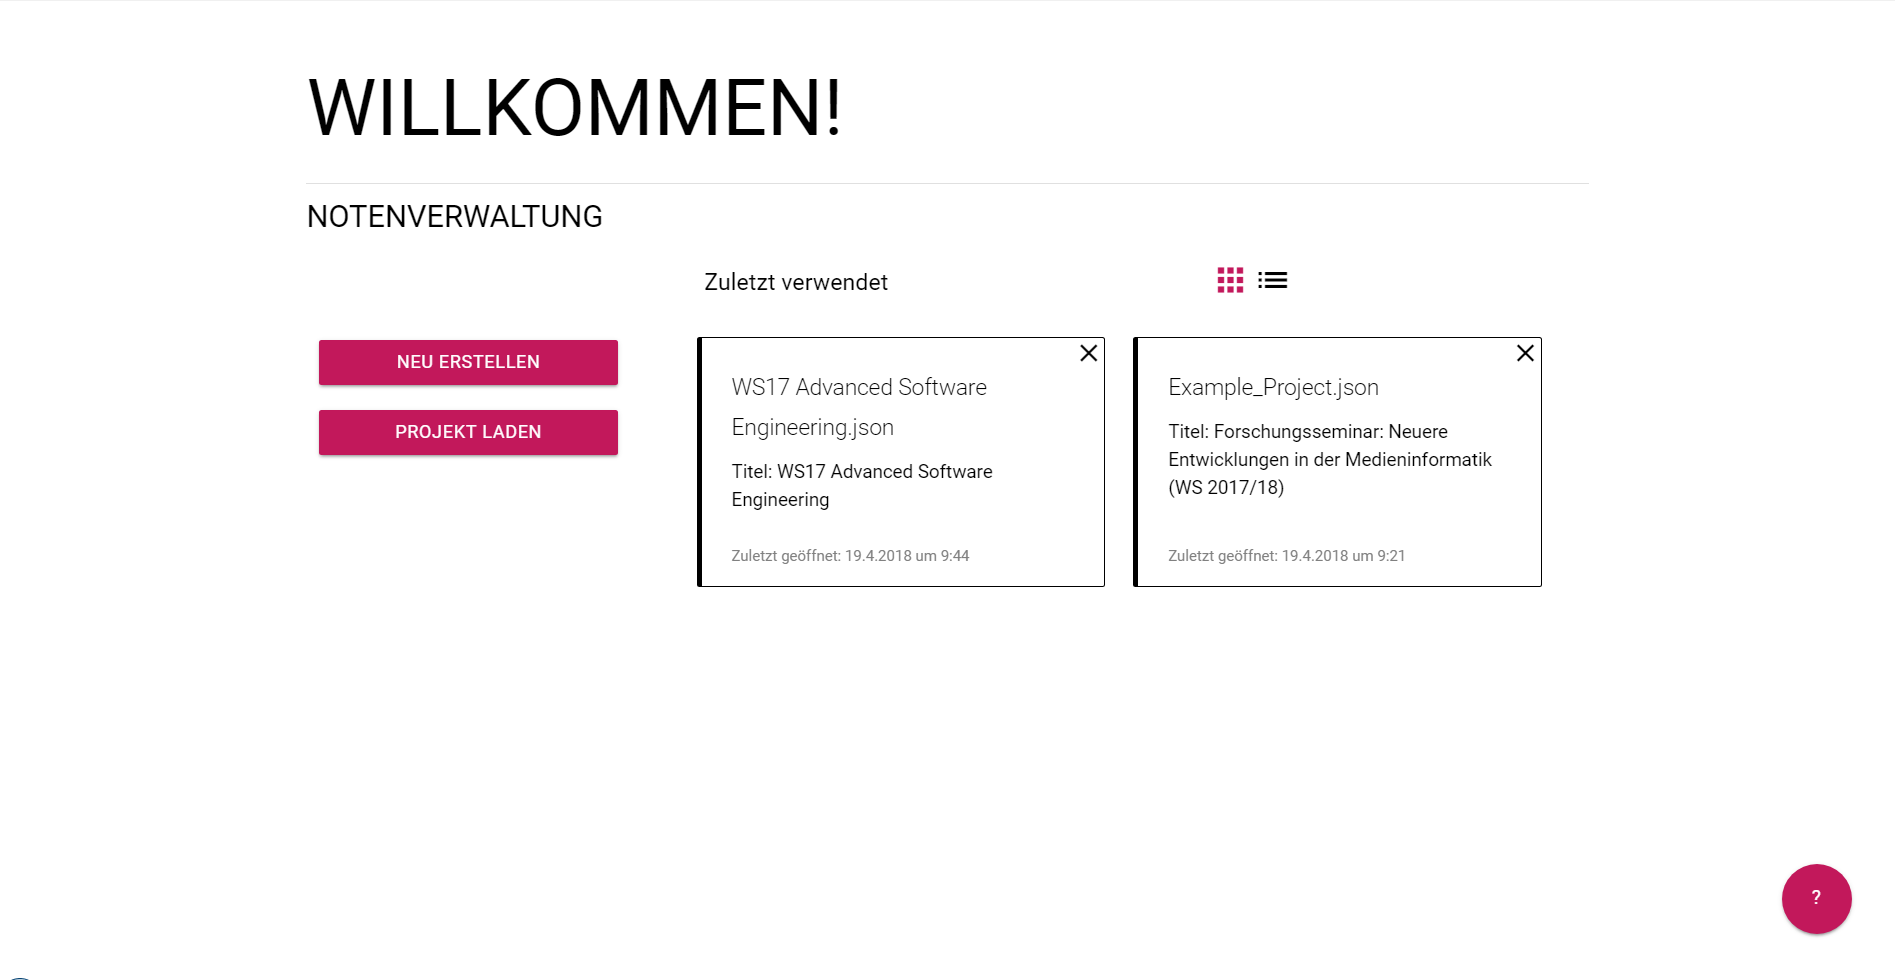 WILLKOMMEN!
NOTENVERWALTUNG
Zuletzt verwendet
NEU ERSTELLEN
PROJEKT LADEN
WS17 Advanced Software
Engineering.json
Titel: WS17 Advanced Software
Engineering
Zuletzt geöffnet: 19.4.2018 um 9:44
Example_Project.json
Titel: Forschungsseminar: Neuere
Entwicklungen in der Medieninformatik
(WS 2017/18)
Zuletzt geöffnet: 19.4.2018 um 9:21
?